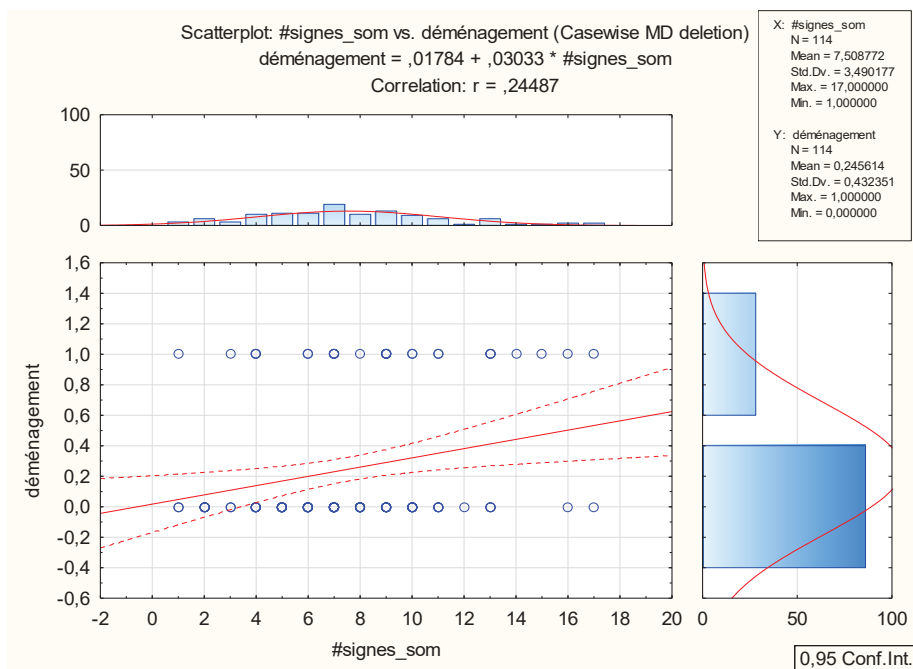 Scatterplot: #signes_som vs. déménagement (Casewise MD deletion)
déménagement = ,01784 + ,03033 * #signes_som
Correlation: r = ,24487
X: #signes_som
N = 114
Mean = 7,508772
Std.Dv. = 3,490177
Max. = 17,000000
Min. = 1,000000
Y: déménagement
N = 114
Mean = 0,245614
Std.Dv. = 0,432351
Max. = 1,000000
Min. = 0,000000
100
50
0
1,6
1,4
1,2
1,0
0,8
0,6
0,4
0,2
0,0
-0,2
-0,4
-0,6
déménagement
-2 0 2 4 6 8 10 12 14 16 18 20
#signes_som
0 50 100
0,95 Conf.Int.